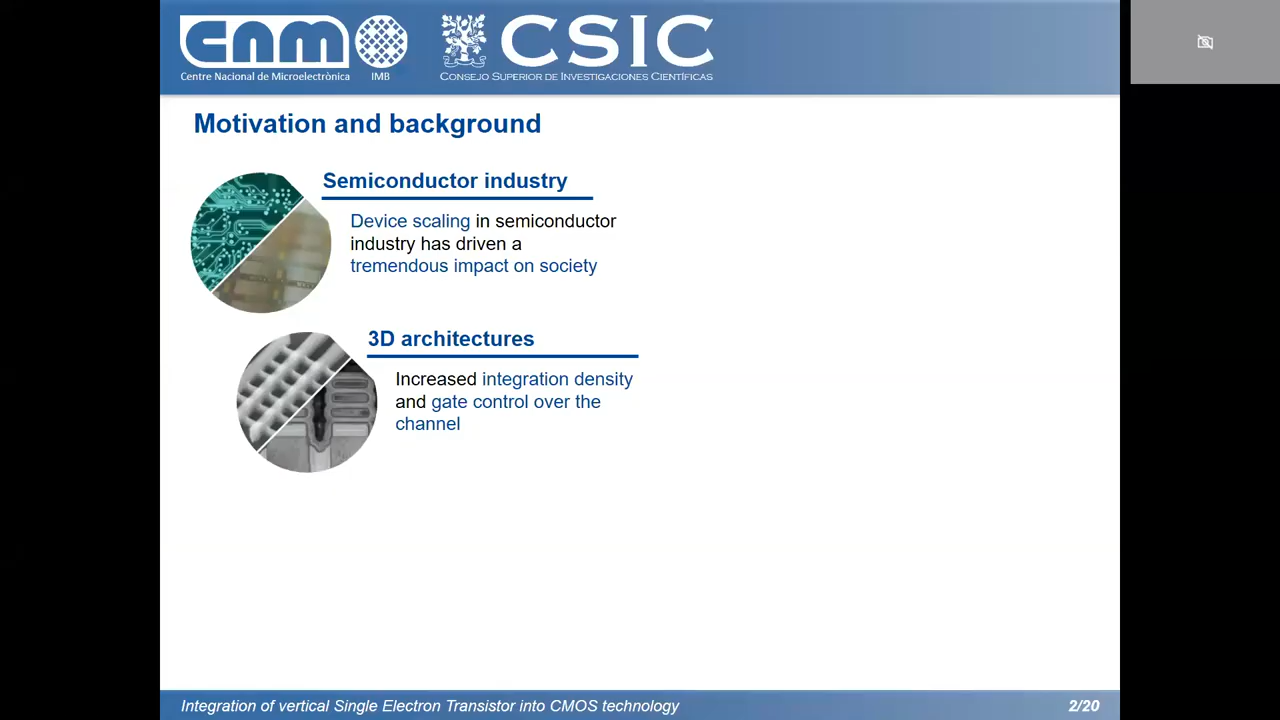 cnm
Centre Nacional de Microelectrònica
IMB
CSIC
CONSEJO SUPERIOR DE INVESTIGACIONES CIENTÍFICAS
Motivation and background
Semiconductor industry
Device scaling in semiconductor
industry has driven a
tremendous impact on society
3D architectures
Increased integration density
and gate control over the
channel
Integration of vertical Single Electron Transistor into CMOS technology
2/20